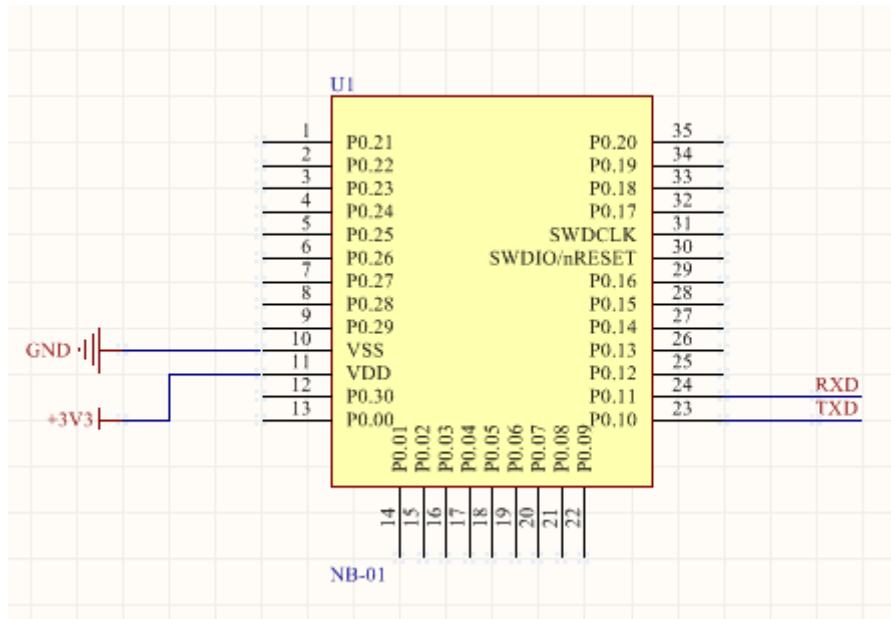 U1
1 P0.21 P0.20 35
2 P0.22 P0.19 34
3 P0.23 P0.18 33
4 P0.24 P0.17 32
5 P0.25 SWDCLK 31
6 P0.26 SWDIO/nRESET 30
7 P0.27 P0.16 29
8 P0.28 P0.15 28
9 P0.29 P0.14 27
GND 10 VSS P0.13 26
11 VDD P0.12 25
12 P0.30 P0.11 24 RXD
+3V3 13 P0.00 P0.10 23 TXD
P0.01 P0.02 P0.03 P0.04 P0.05 P0.06 P0.07 P0.08 P0.09
14 15 16 17 18 19 20 21 22
NB-01